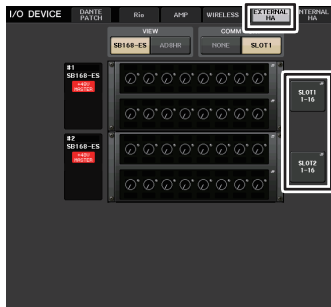 I/O DEVICE
DANTE PATCH
Rio
AMP
WIRELESS
EXTERNAL HA
INTERNAL HA
VIEW
COMM
SB168-ES
AD8HR
NONE
SLOT1
#1
SB168-ES
+48V MASTER
SLOT1
1-16
#2
SB168-ES
+48V MASTER
SLOT2
1-16